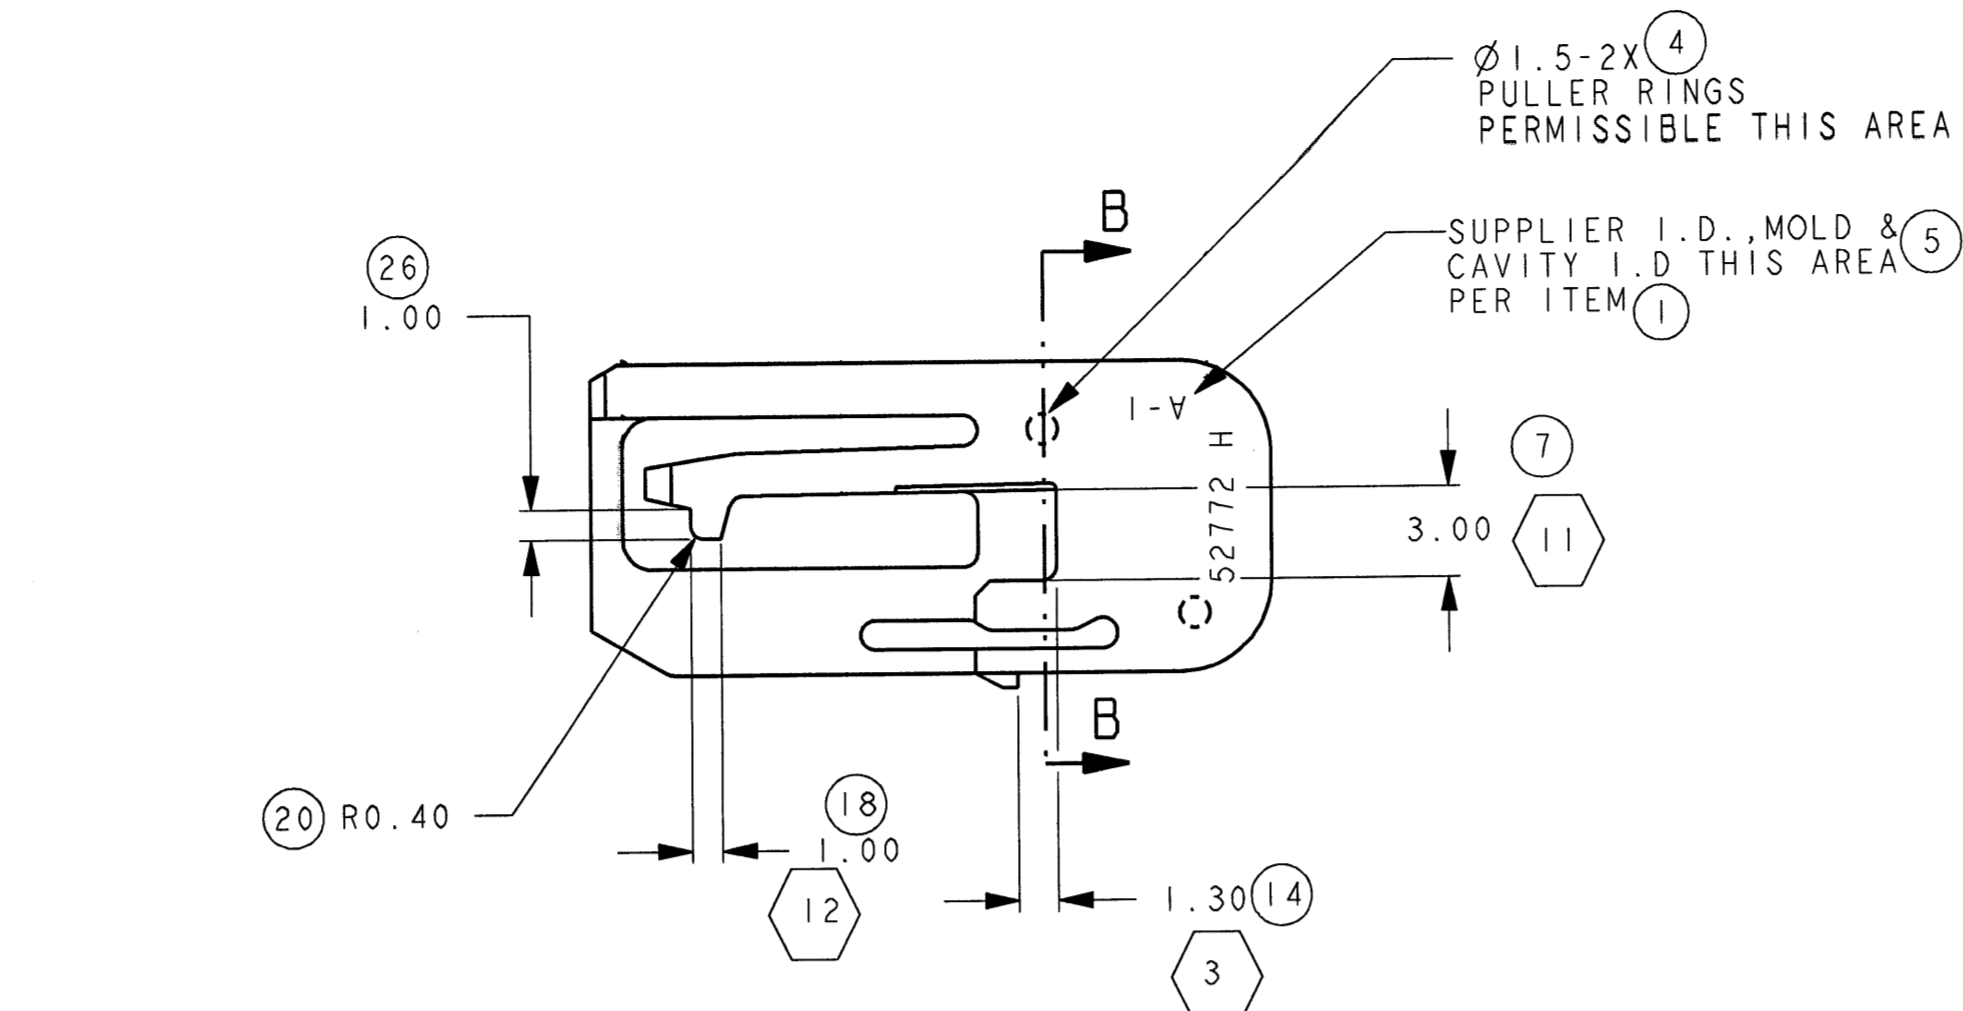 Ø1.5-2X 4
PULLER RINGS
PERMISSIBLE THIS AREA
B
SUPPLIER I.D.,MOLD & 5
CAVITY I.D THIS AREA
PER ITEM 1
26
1.00
A-1
H
52772
7
3.00
11
B
20 R0.40
18
1.00
12
1.30 14
3